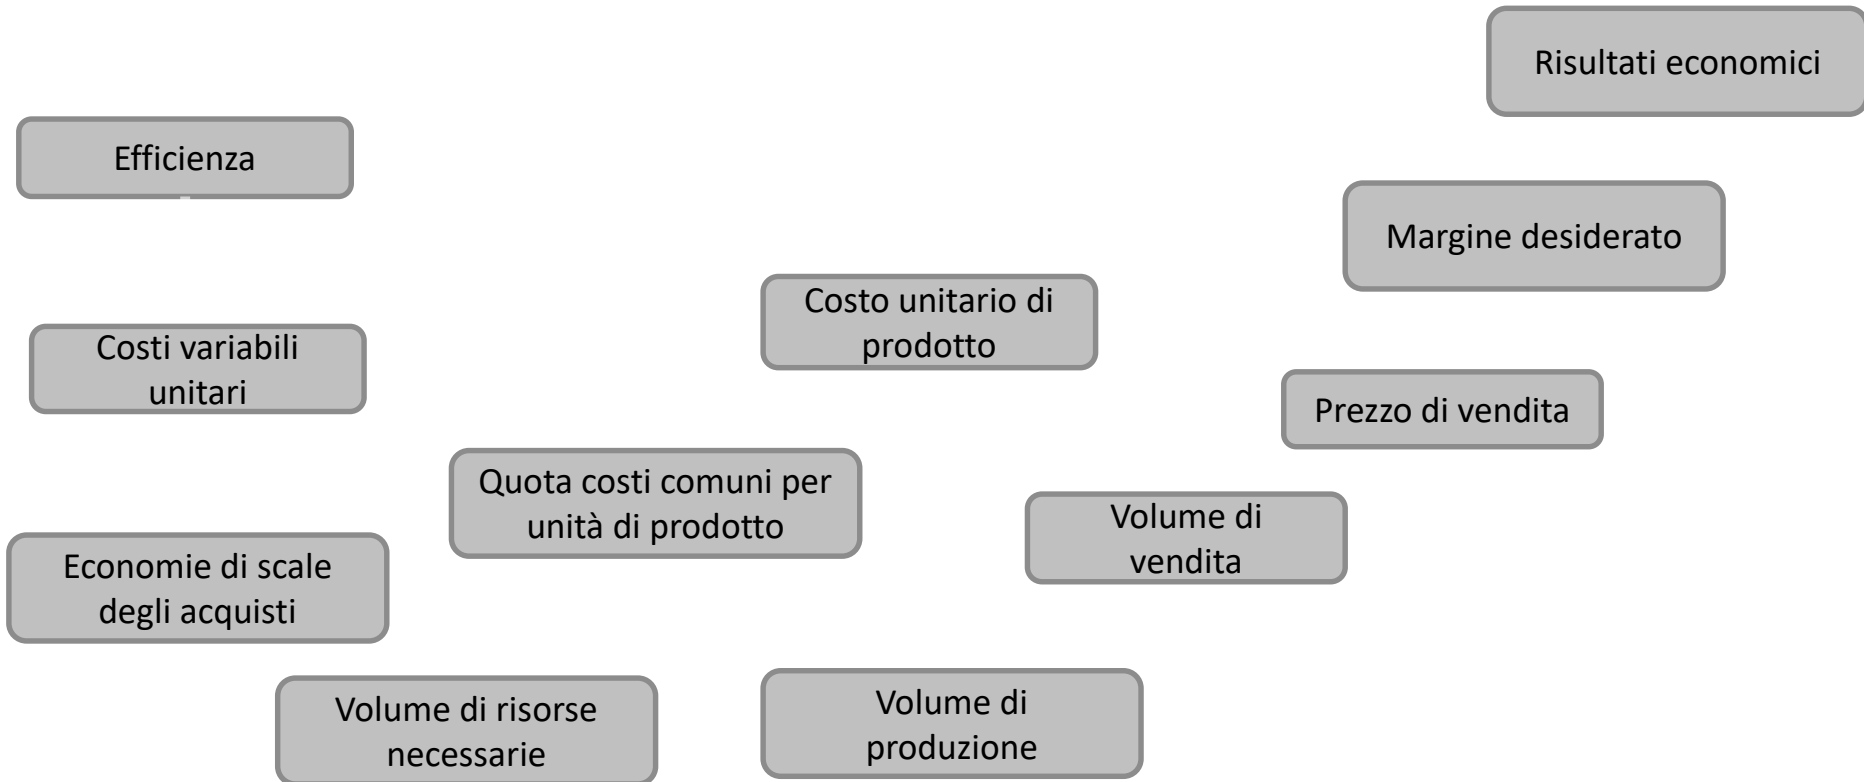 Risultati economici
Efficienza
Margine desiderato
Costo unitario di
prodotto
Costi variabili
unitari
Prezzo di vendita
Quota costi comuni per
unità di prodotto
Volume di
vendita
Economie di scale
degli acquisti
Volume di risorse
necessarie
Volume di
produzione